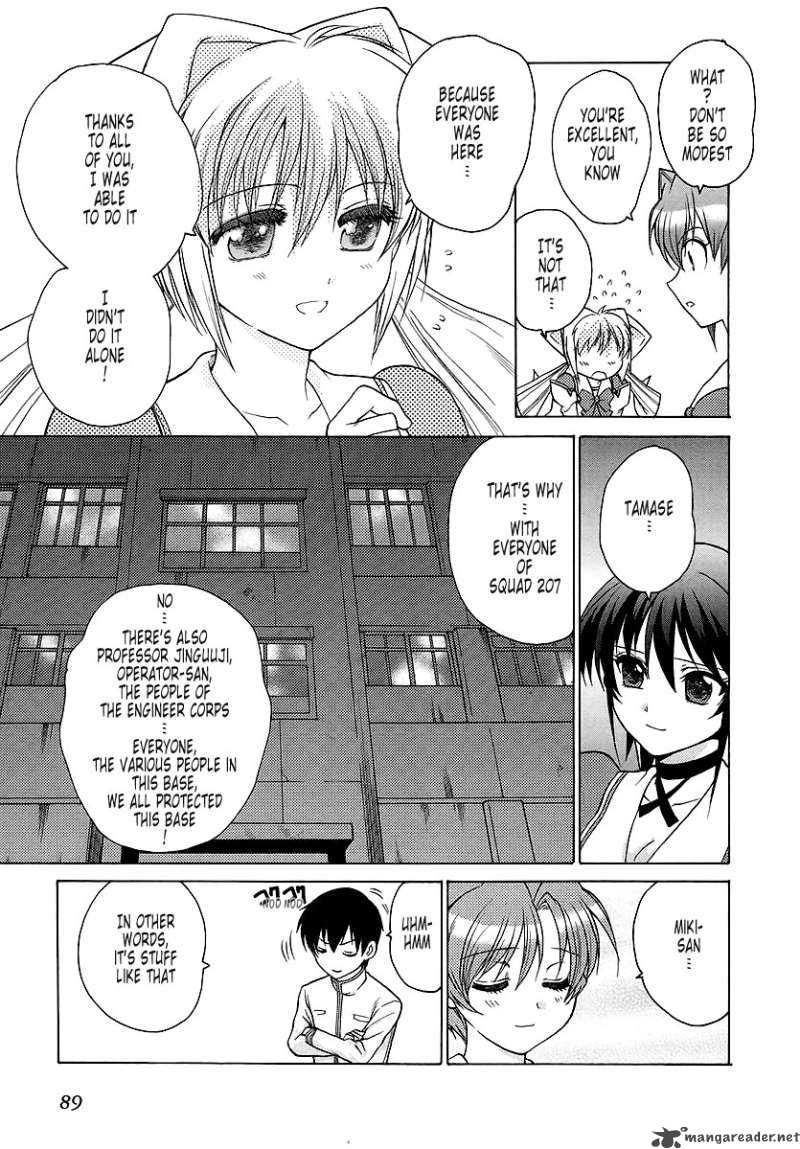 WHAT
?
DON'T
BE SO
MODEST
YOU'RE
EXCELLENT,
YOU
KNOW
IT'S
NOT
THAT
...
BECAUSE
EVERYONE
WAS
HERE
...
THANKS
TO ALL
OF YOU,
I WAS
ABLE
TO DO IT
I
DIDN'T
DO IT
ALONE
!
TAMASE
...
THAT'S WHY
...
WITH
EVERYONE
OF
SQUAD 207
NO
...
THERE'S ALSO
PROFESSOR JINGUUJI,
OPERATOR-SAN,
THE PEOPLE OF
THE ENGINEER CORPS
...
EVERYONE,
THE VARIOUS PEOPLE IN
THIS BASE,
WE ALL PROTECTED
THIS BASE
!
MIKI-
SAN
...
UHM-
HMM
コク コク
NOD NOD
IN OTHER
WORDS,
IT'S STUFF
LIKE THAT
89
mangareader.net